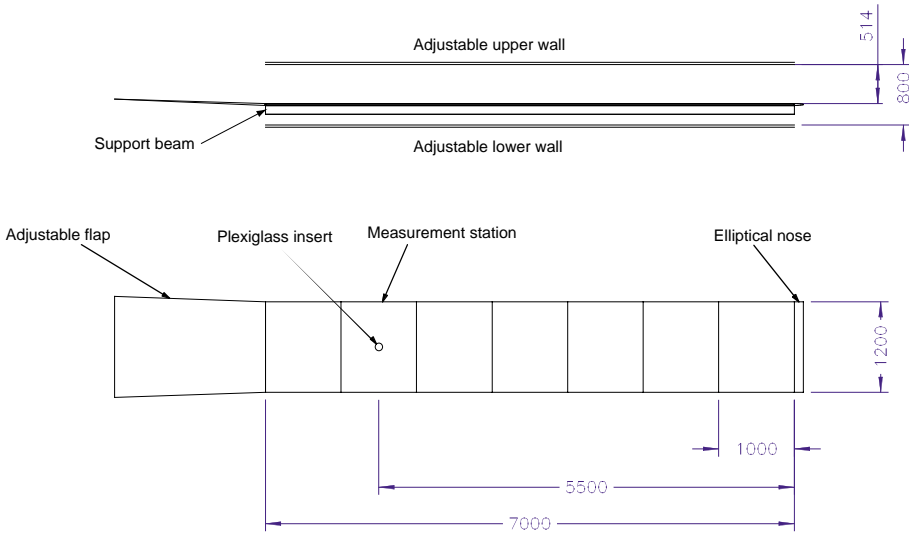 Adjustable upper wall
514
800
Support beam
Adjustable lower wall
Adjustable flap
Plexiglass insert
Measurement station
Elliptical nose
1200
1000
5500
7000